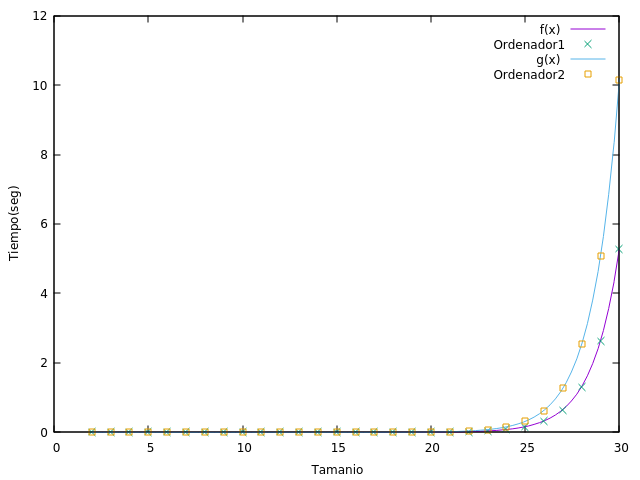 12
10
8
6
4
2
0
Tiempo(seg)
f(x)
Ordenador1
g(x)
Ordenador2
0 5 10 15 20 25 30
Tamanio